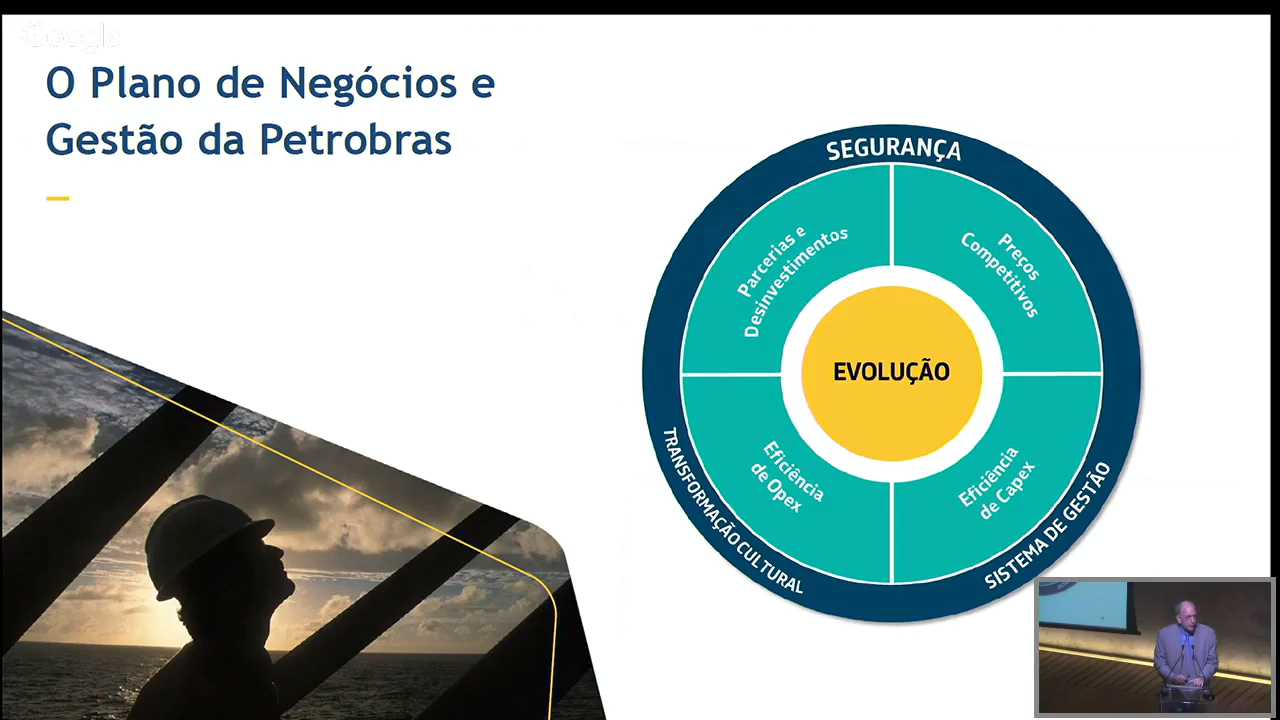 Google
O Plano de Negócios e
Gestão da Petrobras
SEGURANÇA
Parcerias e
Desinvestimentos
Preços
Competitivos
EVOLUÇÃO
Eficiência
de Opex
Eficiência
de Capex
TRANSFORMAÇÃO CULTURAL
SISTEMA DE GESTÃO